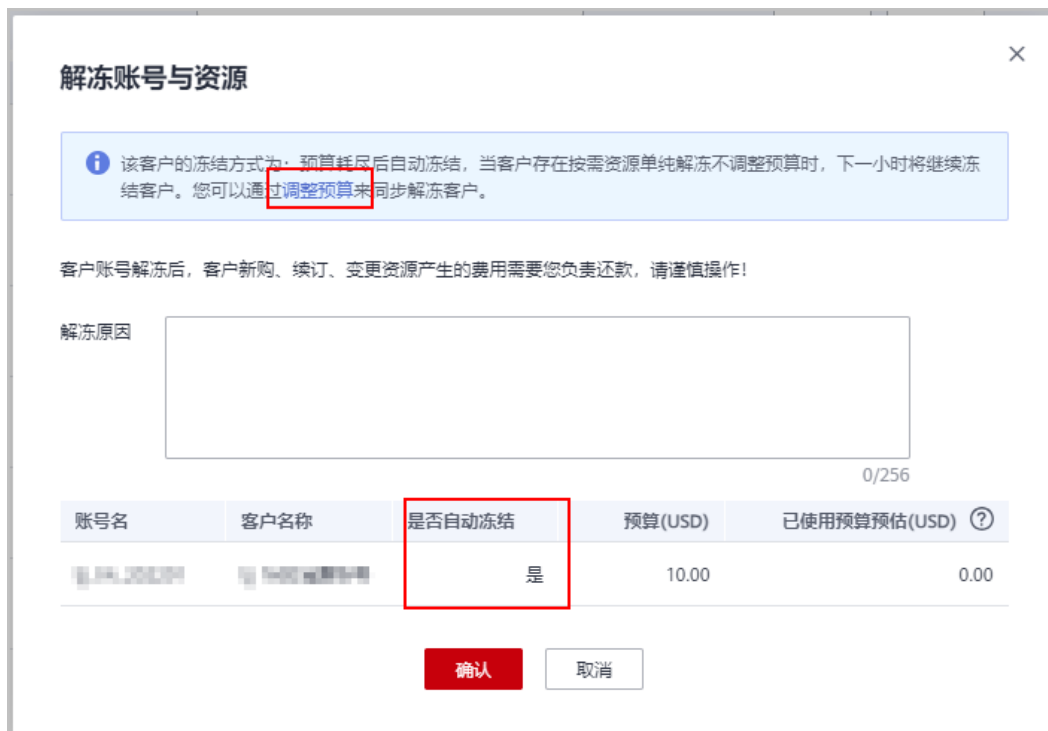 解冻账号与资源
该客户的冻结方式为：预算耗尽后自动冻结，当客户存在按需资源单纯解冻不调整预算时，下一小时将继续冻
结客户。您可以通过调整预算来同步解冻客户。
客户账号解冻后，客户新购、续订、变更资源产生的费用需要您负责还款，请谨慎操作！
解冻原因
0/256
账号名 客户名称 是否自动冻结 预算(USD) 已使用预算预估(USD)
是 10.00 0.00
确认 取消